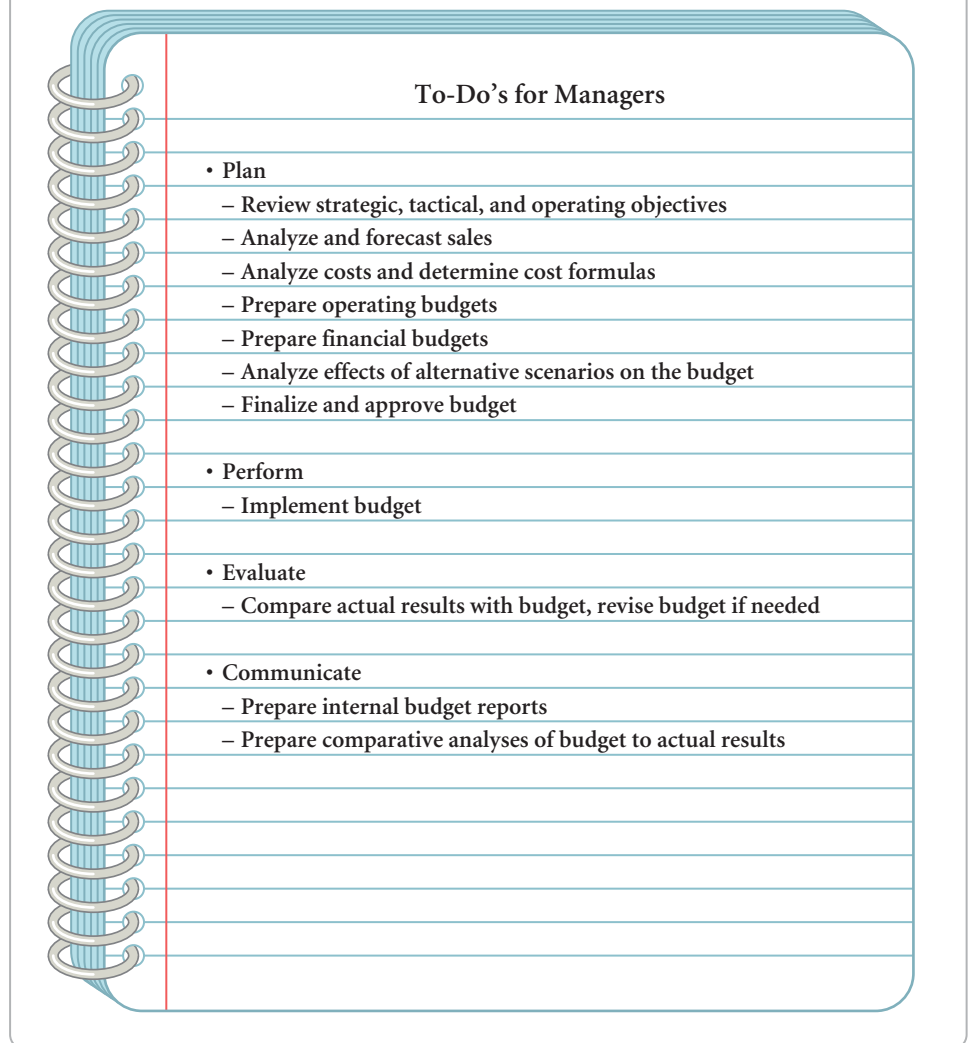 To-Do’s for Managers
• Plan
– Review strategic, tactical, and operating objectives
– Analyze and forecast sales
– Analyze costs and determine cost formulas
– Prepare operating budgets
– Prepare financial budgets
– Analyze effects of alternative scenarios on the budget
– Finalize and approve budget
• Perform
– Implement budget
• Evaluate
– Compare actual results with budget, revise budget if needed
• Communicate
– Prepare internal budget reports
– Prepare comparative analyses of budget to actual results